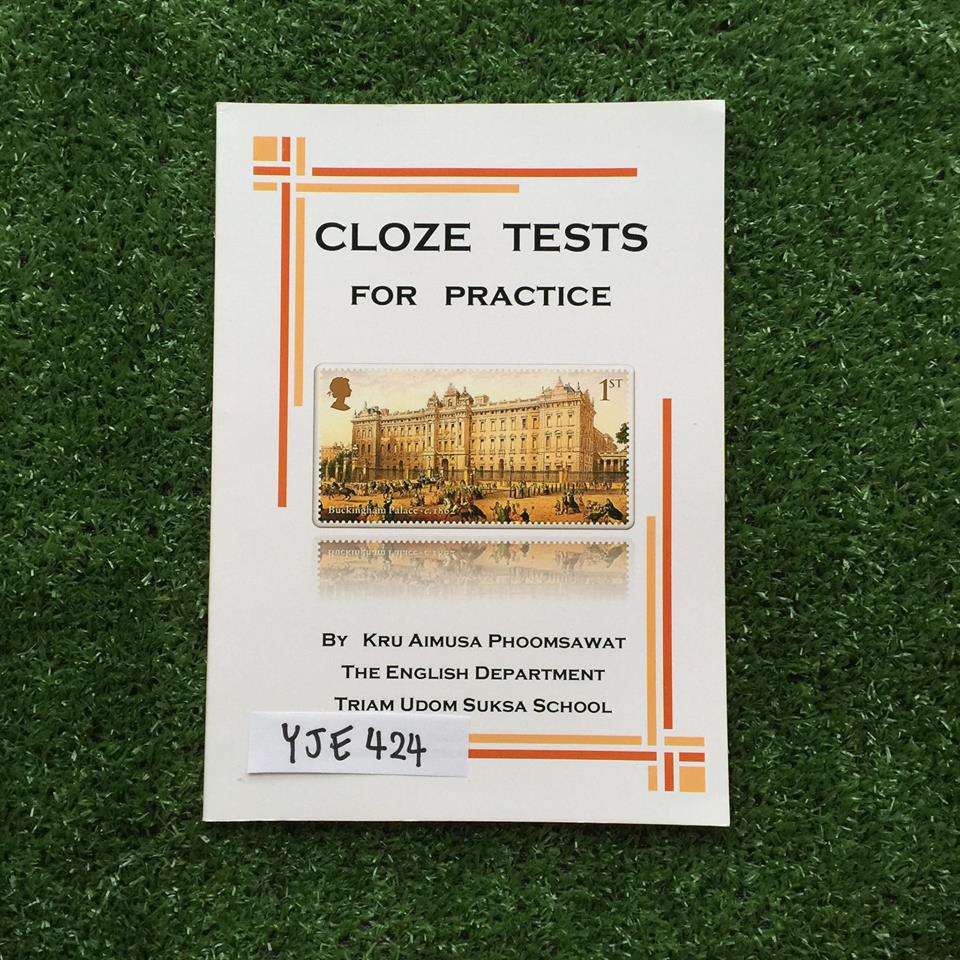 CLOZE TESTS
FOR PRACTICE
1ST
Buckingham Palace - c.1862
BY KRU AIMUSA PHOOMSAWAT
THE ENGLISH DEPARTMENT
TRIAM UDOM SUKSA SCHOOL
YJE 424